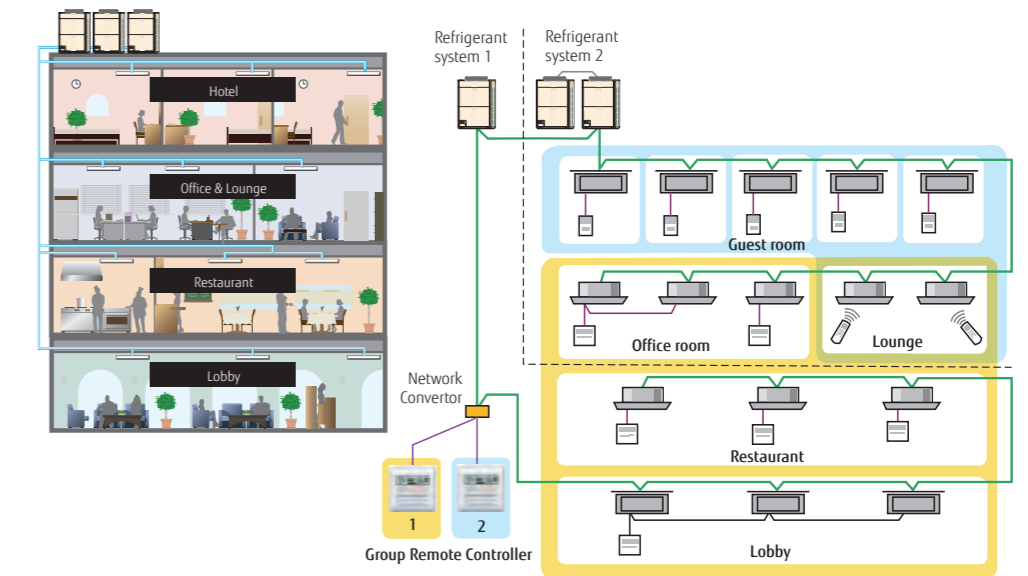 Hotel
Office & Lounge
Restaurant
Lobby
Refrigerant
system 1
Refrigerant
system 2
Guest room
Office room
Lounge
Restaurant
Lobby
Network
Convertor
1
2
Group Remote Controller